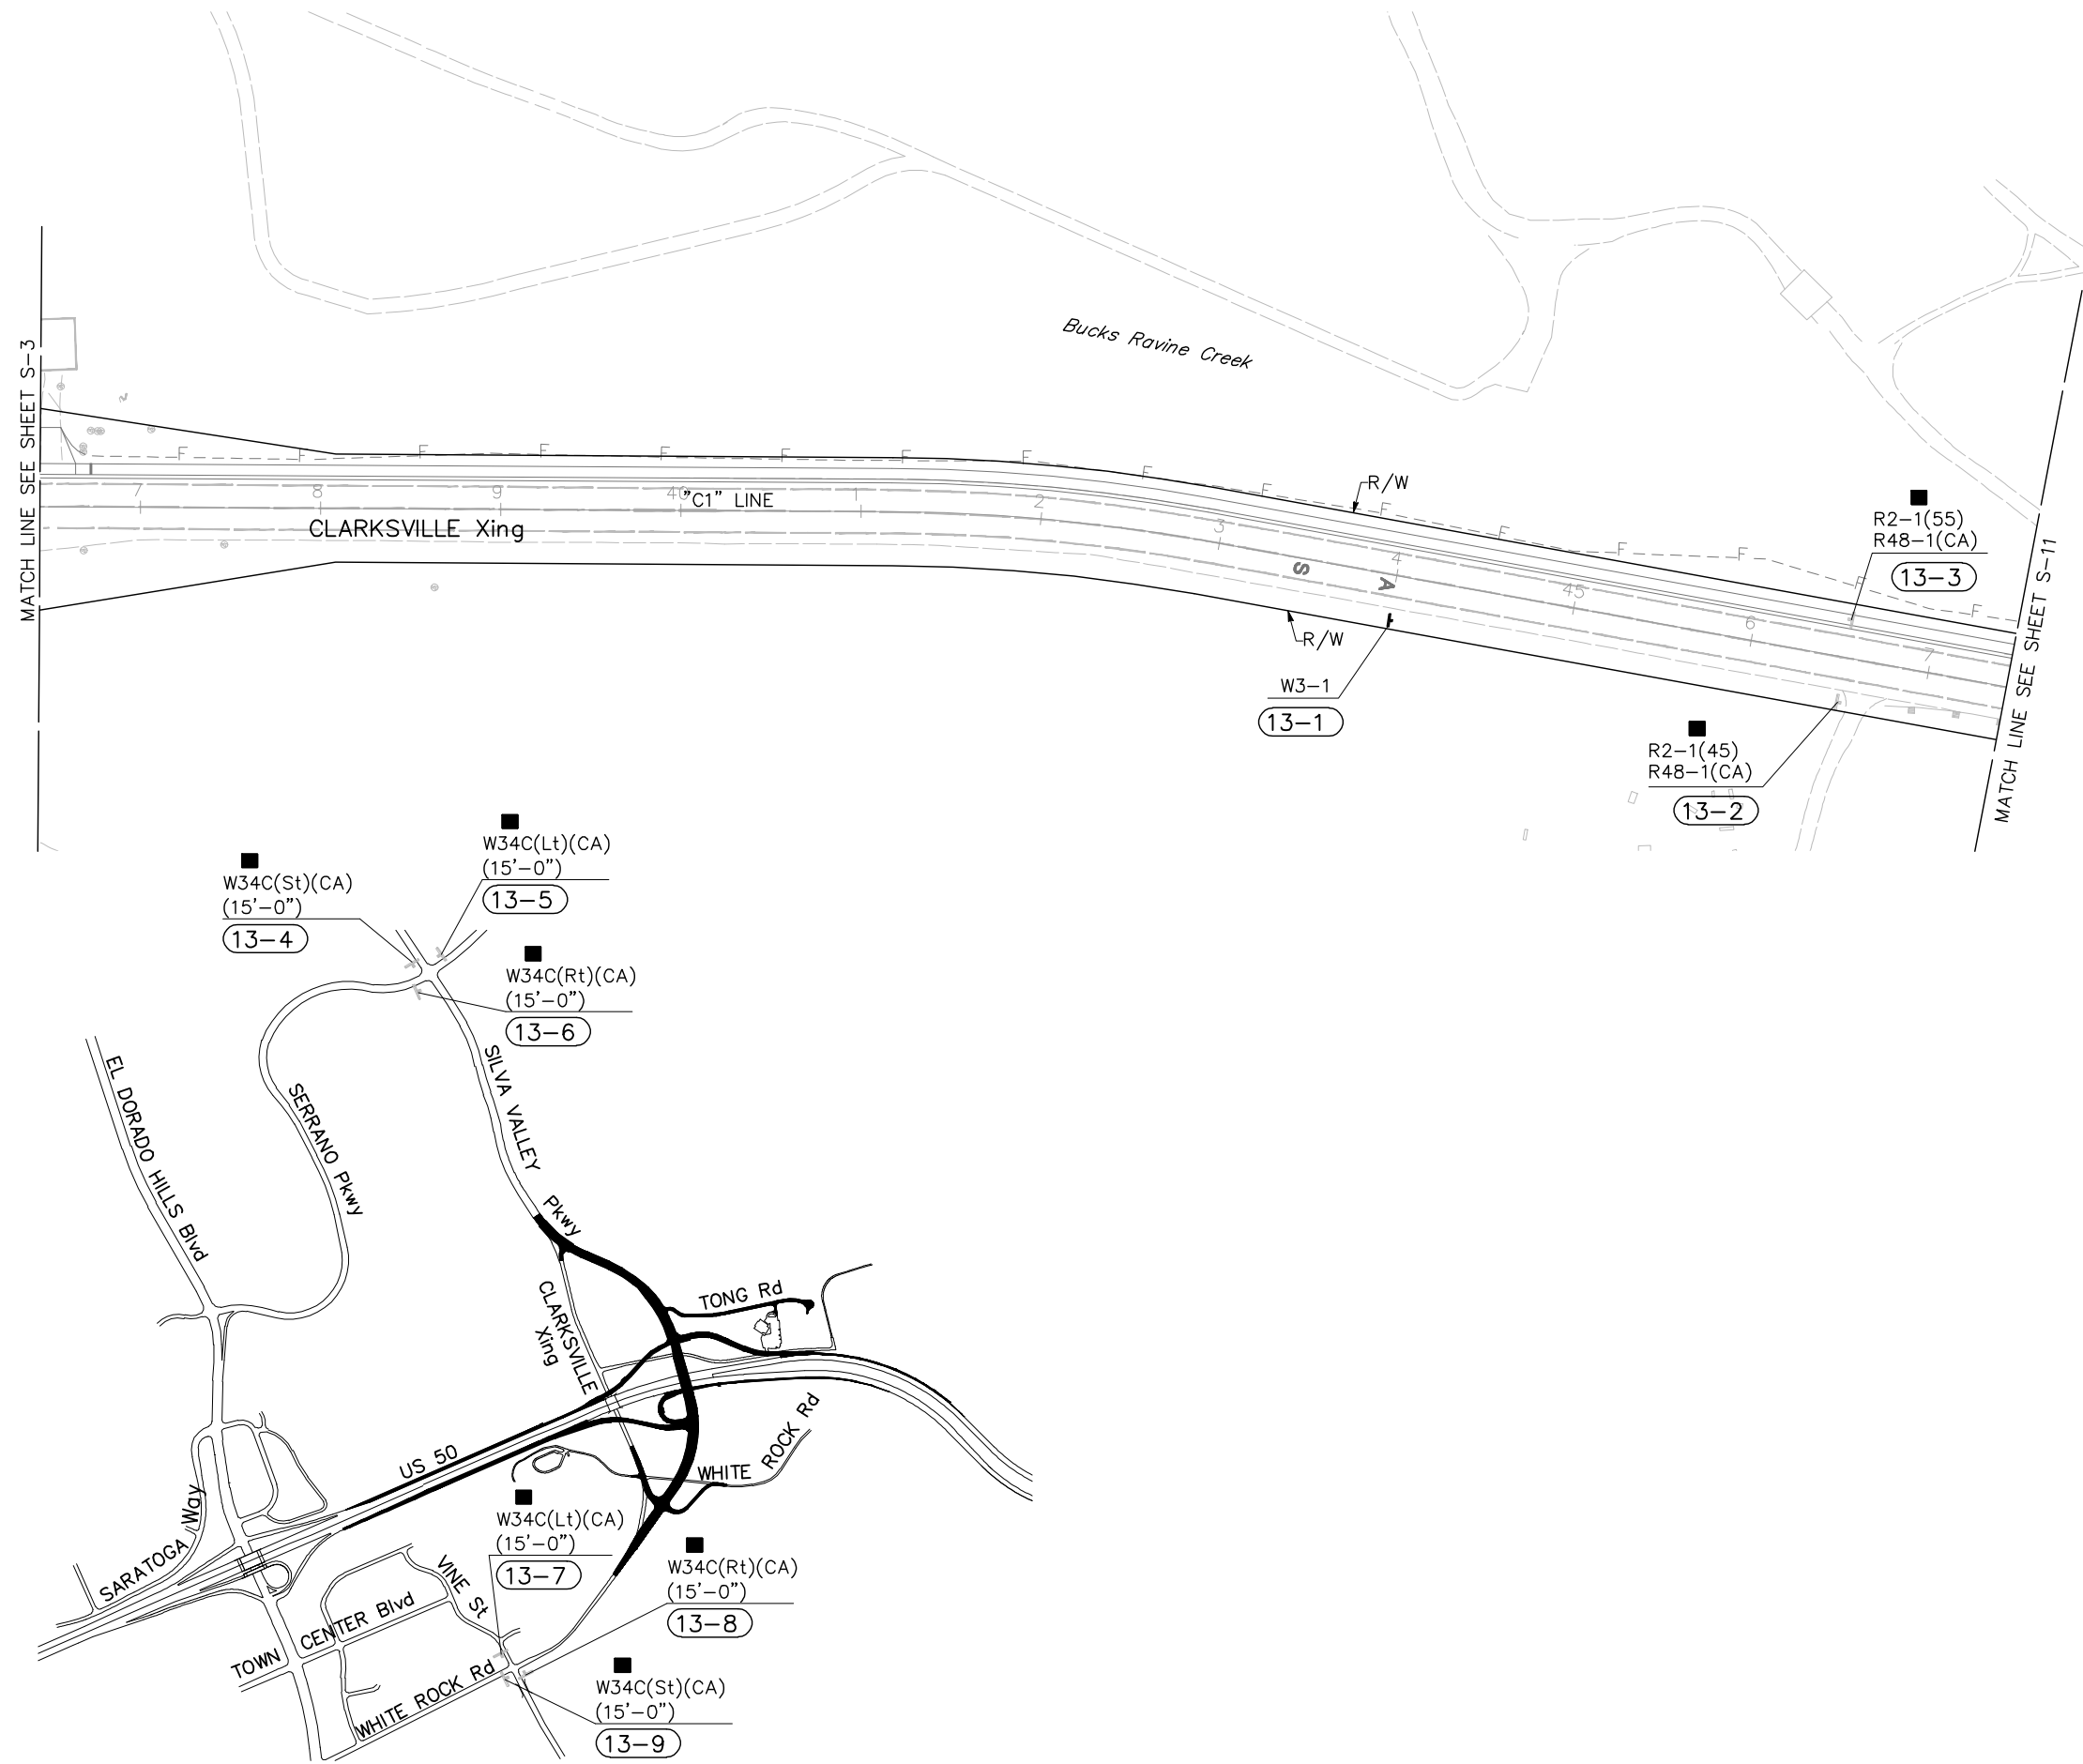 Bucks Ravine Creek
MATCH LINE SEE SHEET S-3
F F F F F F F F F F F F F F F F
7 8 9 40 1 2 3 4 45 6 7
"C1" LINE
CLARKSVILLE Xing
R/W
R/W
S
A
W3-1
13-1
R2-1(55)
R48-1(CA)
13-3
R2-1(45)
R48-1(CA)
13-2
MATCH LINE SEE SHEET S-11
W34C(Lt)(CA)
(15'-0")
13-5
W34C(St)(CA)
(15'-0")
13-4
W34C(Rt)(CA)
(15'-0")
13-6
EL DORADO HILLS Blvd
SERRANO Pkwy
SILVA VALLEY
Pkwy
CLARKSVILLE
Xing
TONG Rd
US 50
WHITE
ROCK Rd
SARATOGA Way
W34C(Lt)(CA)
(15'-0")
13-7
W34C(Rt)(CA)
(15'-0")
13-8
VINE St
TOWN
CENTER Blvd
WHITE ROCK Rd
W34C(St)(CA)
(15'-0")
13-9